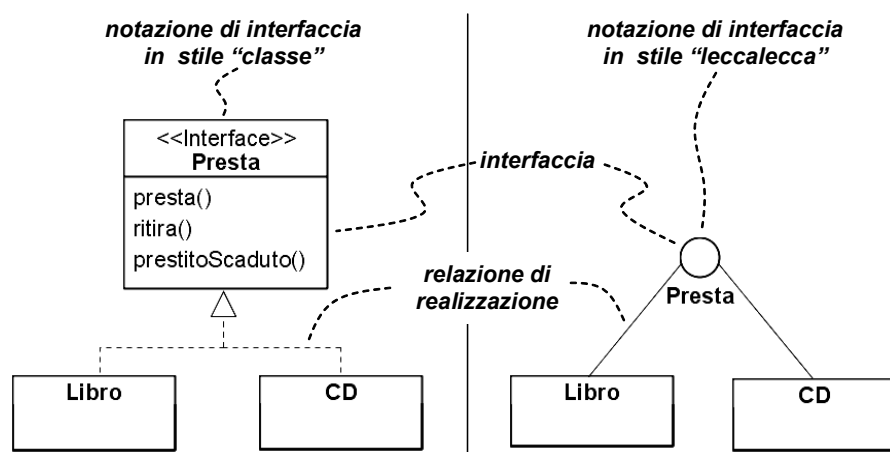 notazione di interfaccia
in stile “classe”
<<Interface>>
Presta
presta()
ritira()
prestitoScaduto()
Libro
CD
interfaccia
relazione di
realizzazione
notazione di interfaccia
in stile “leccalecca”
Presta
Libro
CD